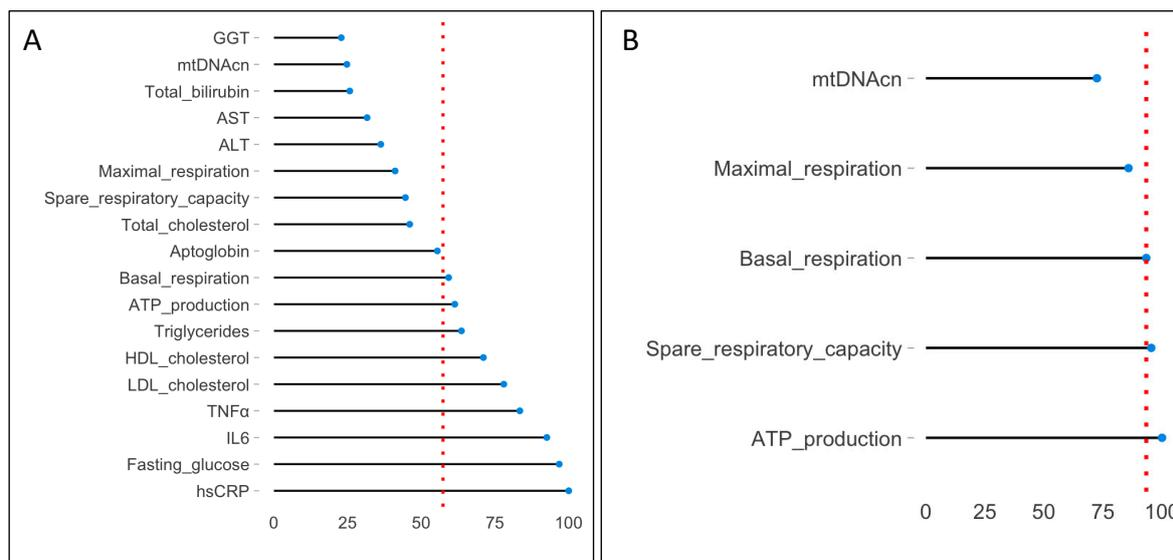 A
GGT
mtDNAcn
Total_bilirubin
AST
ALT
Maximal_respiration
Spare_respiratory_capacity
Total_cholesterol
Aptoglobin
Basal_respiration
ATP_production
Triglycerides
HDL_cholesterol
LDL_cholesterol
TNFα
IL6
Fasting_glucose
hsCRP
0 25 50 75 100
B
mtDNAcn
Maximal_respiration
Basal_respiration
Spare_respiratory_capacity
ATP_production
0 25 50 75 100